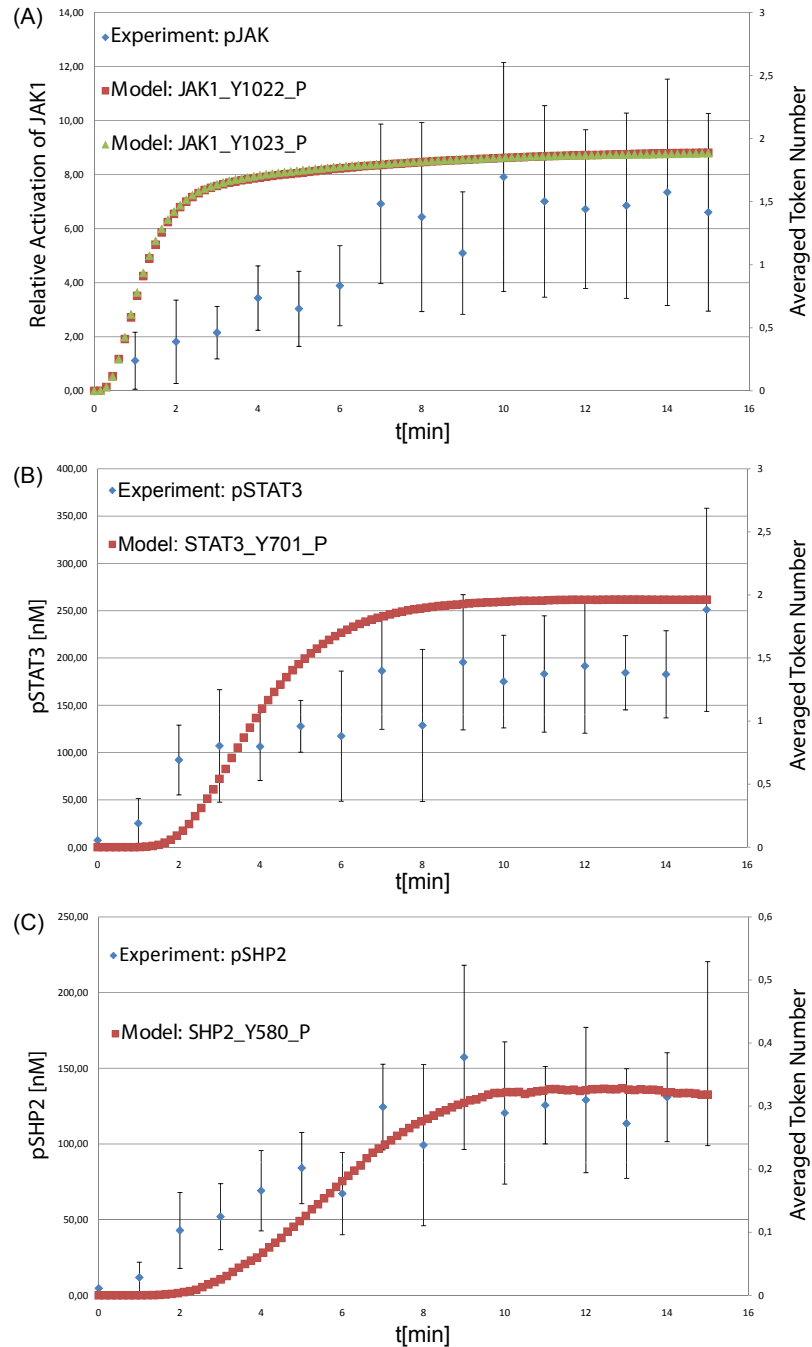 (A)
14,00
12,00
10,00
8,00
6,00
4,00
2,00
0,00
Relative Activation of JAK1
Experiment: pJAK
Model: JAK1_Y1022_P
Model: JAK1_Y1023_P
3
2,5
2
1,5
1
0,5
0
Averaged Token Number
0 2 4 6 8 10 12 14 16
t[min]
(B)
400,00
350,00
300,00
250,00
200,00
150,00
100,00
50,00
0,00
pSTAT3 [nM]
Experiment: pSTAT3
Model: STAT3_Y701_P
3
2,5
2
1,5
1
0,5
0
Averaged Token Number
0 2 4 6 8 10 12 14 16
t[min]
(C)
250,00
200,00
150,00
100,00
50,00
0,00
pSHP2 [nM]
Experiment: pSHP2
Model: SHP2_Y580_P
0,6
0,5
0,4
0,3
0,2
0,1
0
Averaged Token Number
0 2 4 6 8 10 12 14 16
t[min]